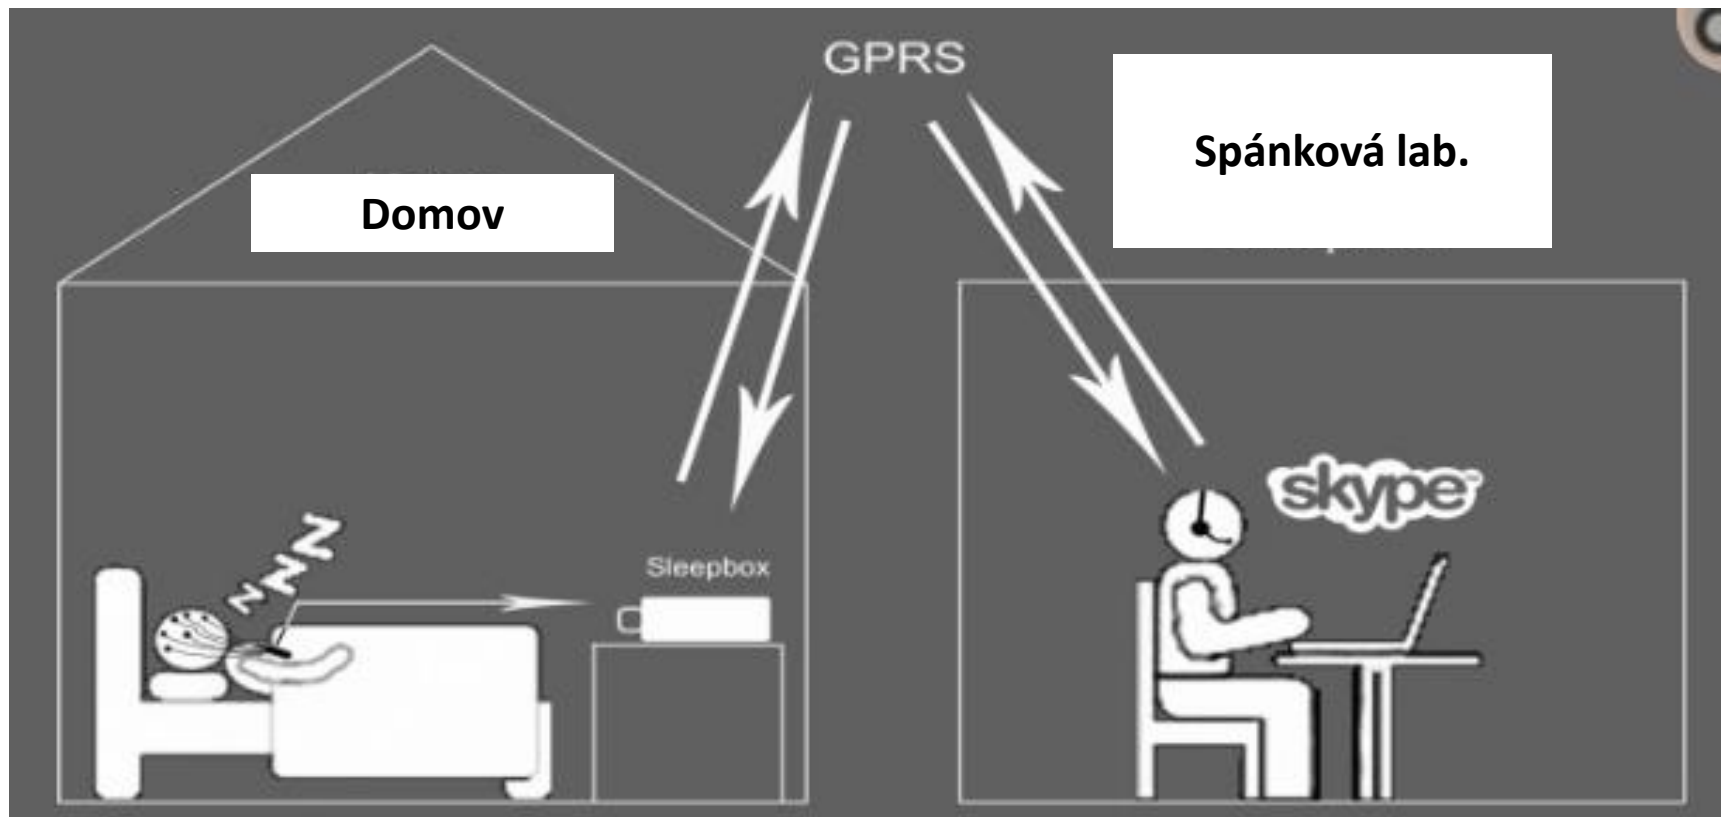 GPRS
Spánková lab.
Domov
skype
Sleepbox
z z z